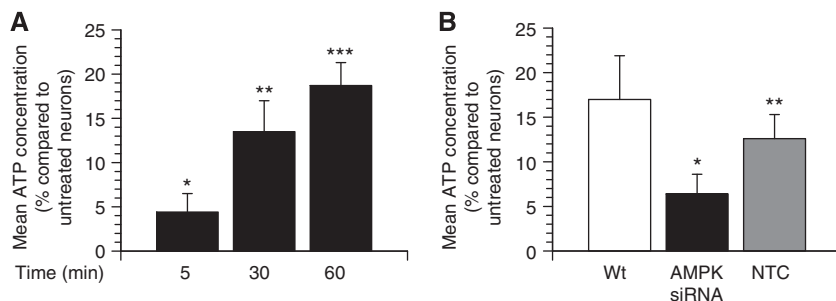 A
Mean ATP concentration
(% compared to
untreated neurons)
25
20
15
10
5
0
*
**
***
Time (min) 5 30 60
B
Mean ATP concentration
(% compared to
untreated neurons)
25
20
15
10
5
0
*
**
Wt AMPK NTC
siRNA